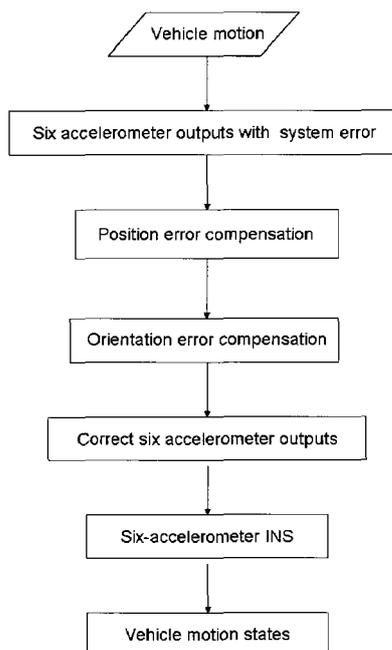 Vehicle motion
Six accelerometer outputs with system error
Position error compensation
Orientation error compensation
Correct six accelerometer outputs
Six-accelerometer INS
Vehicle motion states